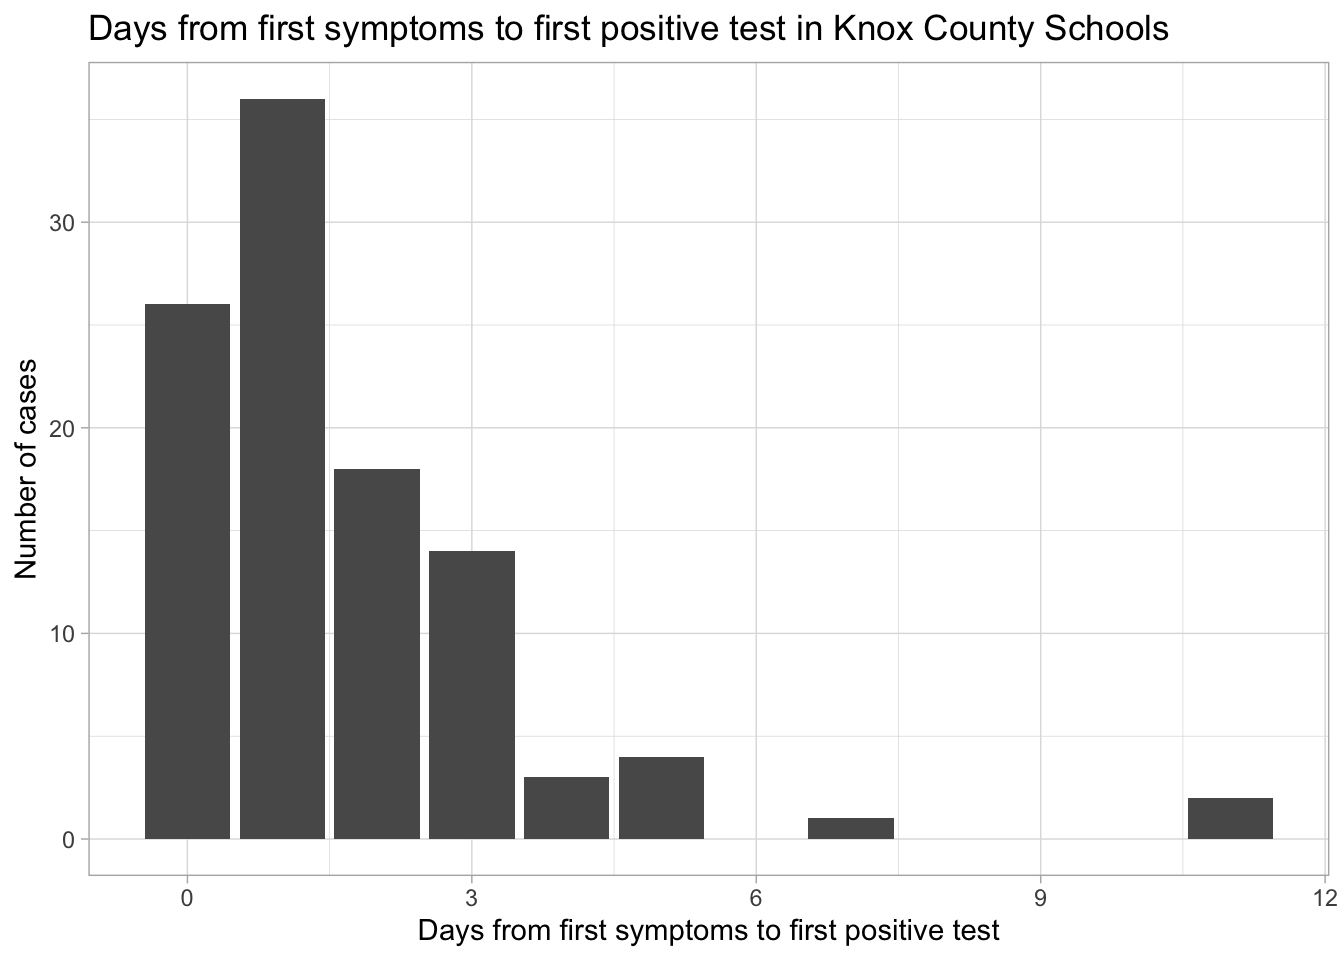 Days from first symptoms to first positive test in Knox County Schools
Number of cases
30
20
10
0
0 3 6 9 12
Days from first symptoms to first positive test